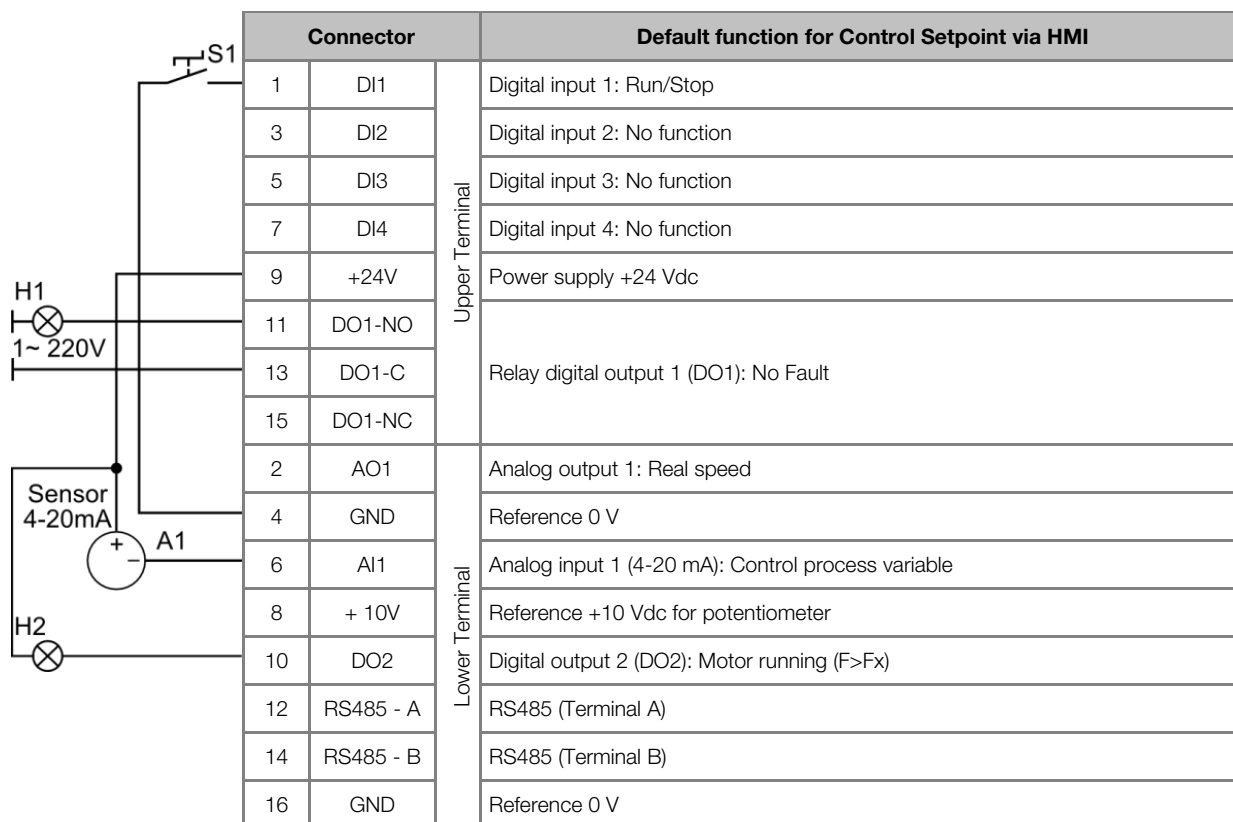 S1
H1
1~ 220V
Sensor
4-20mA
+
-
A1
H2
Connector Default function for Control Setpoint via HMI
Upper Terminal
1 DI1 Digital input 1: Run/Stop
3 DI2 Digital input 2: No function
5 DI3 Digital input 3: No function
7 DI4 Digital input 4: No function
9 +24V Power supply +24 Vdc
11 DO1-NO
13 DO1-C Relay digital output 1 (DO1): No Fault
15 DO1-NC
Lower Terminal
2 AO1 Analog output 1: Real speed
4 GND Reference 0 V
6 AI1 Analog input 1 (4-20 mA): Control process variable
8 + 10V Reference +10 Vdc for potentiometer
10 DO2 Digital output 2 (DO2): Motor running (F>Fx)
12 RS485 - A RS485 (Terminal A)
14 RS485 - B RS485 (Terminal B)
16 GND Reference 0 V